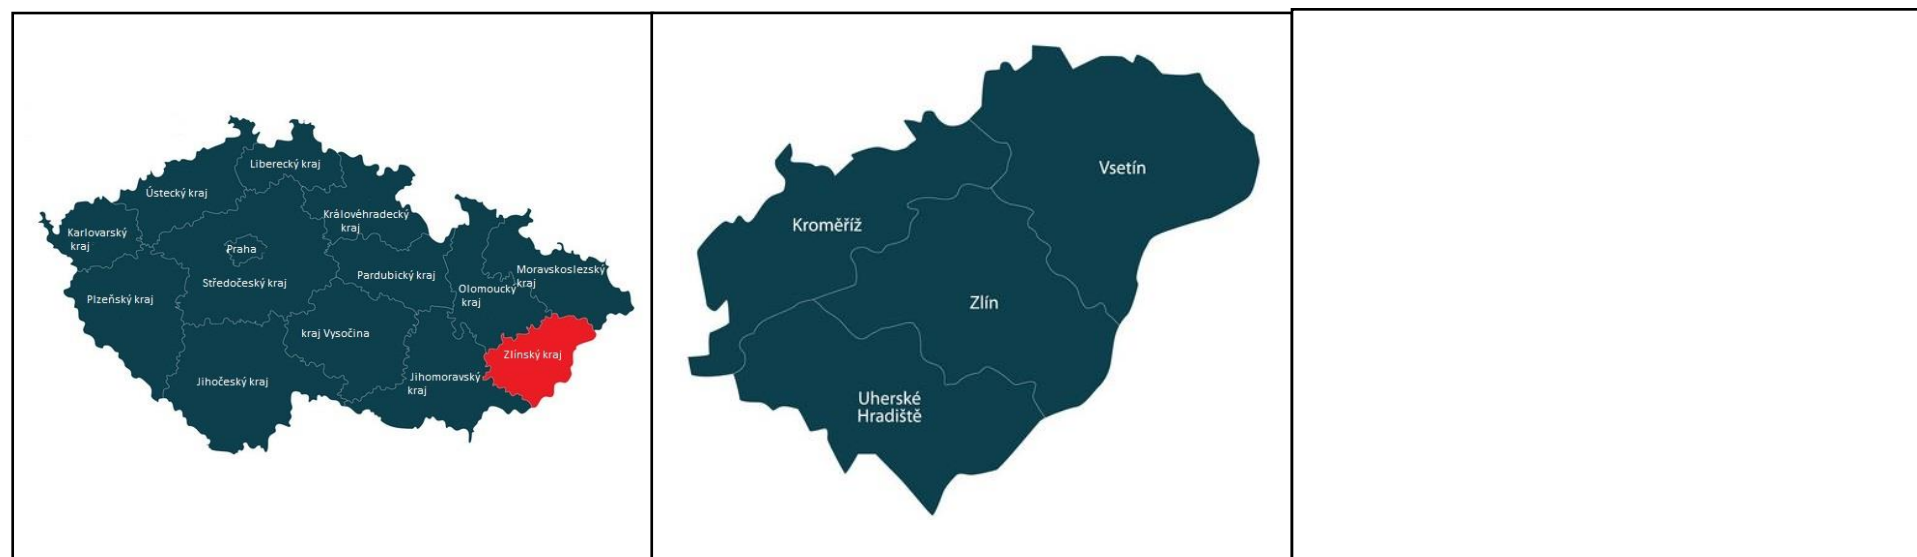 Liberecký kraj
Ústecký kraj
Královéhradecký
kraj
Karlovarský
kraj
Praha
Moravskoslezský
kraj
Pardubický kraj
Středočeský kraj
Olomoucký
kraj
Plzeňský kraj
kraj Vysočina
Zlínský kraj
Jihočeský kraj
Jihomoravský
kraj
Vsetín
Kroměříž
Zlín
Uherské
Hradiště